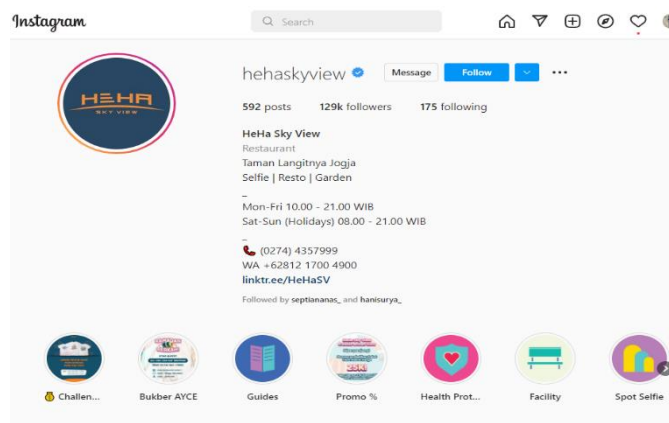 Instagram
Search
hehaskyview
Message
Follow
592 posts 129k followers 175 following
HEHA
SKY VIEW
HeHa Sky View
Restaurant
Taman Langitnya Jogja
Selfie | Resto | Garden
_
Mon-Fri 10.00 - 21.00 WIB
Sat-Sun (Holidays) 08.00 - 21.00 WIB
_
(0274) 4357999
WA +62812 1700 4900
linktr.ee/HeHaSV
Followed by septiananas_ and hanisurya_
25K!
Challen...
Bukber AYCE
Guides
Promo %
Health Prot...
Facility
Spot Selfie